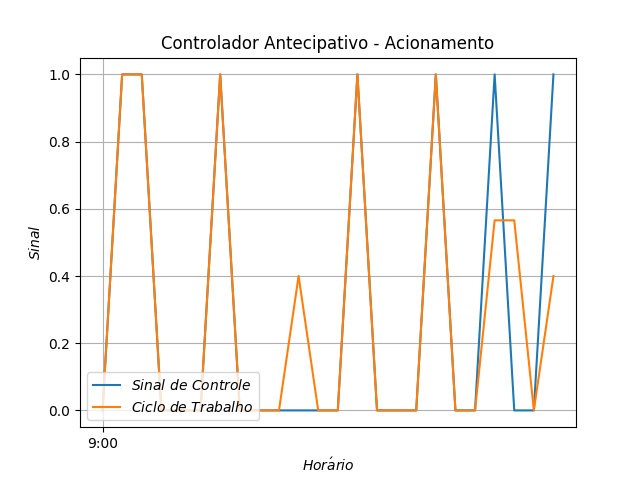 Controlador Antecipativo - Acionamento
1.0
0.8
0.6
0.4
0.2
0.0
Sinal
Sinal de Controle
Ciclo de Trabalho
9:00
Horário